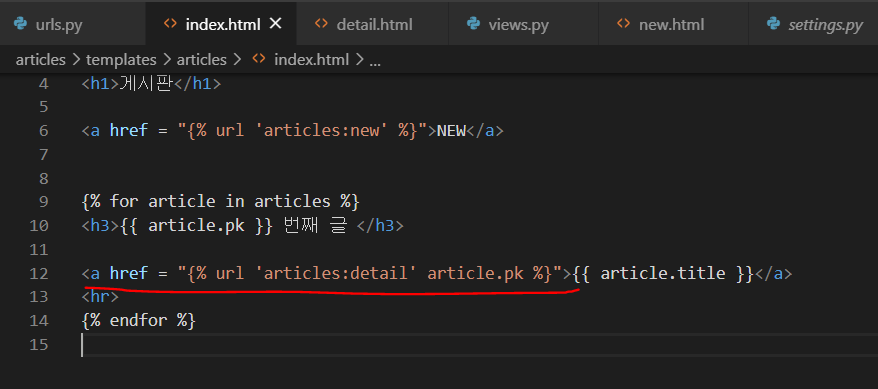 urls.py index.html detail.html views.py new.html settings.py
articles > templates > articles > index.html > ...
4 <h1>게시판</h1>
5
6 <a href = "{% url 'articles:new' %}">NEW</a>
7
8
9 {% for article in articles %}
10 <h3>{{ article.pk }} 번째 글 </h3>
11
12 <a href = "{% url 'articles:detail' article.pk %}">{{ article.title }}</a>
13 <hr>
14 {% endfor %}
15